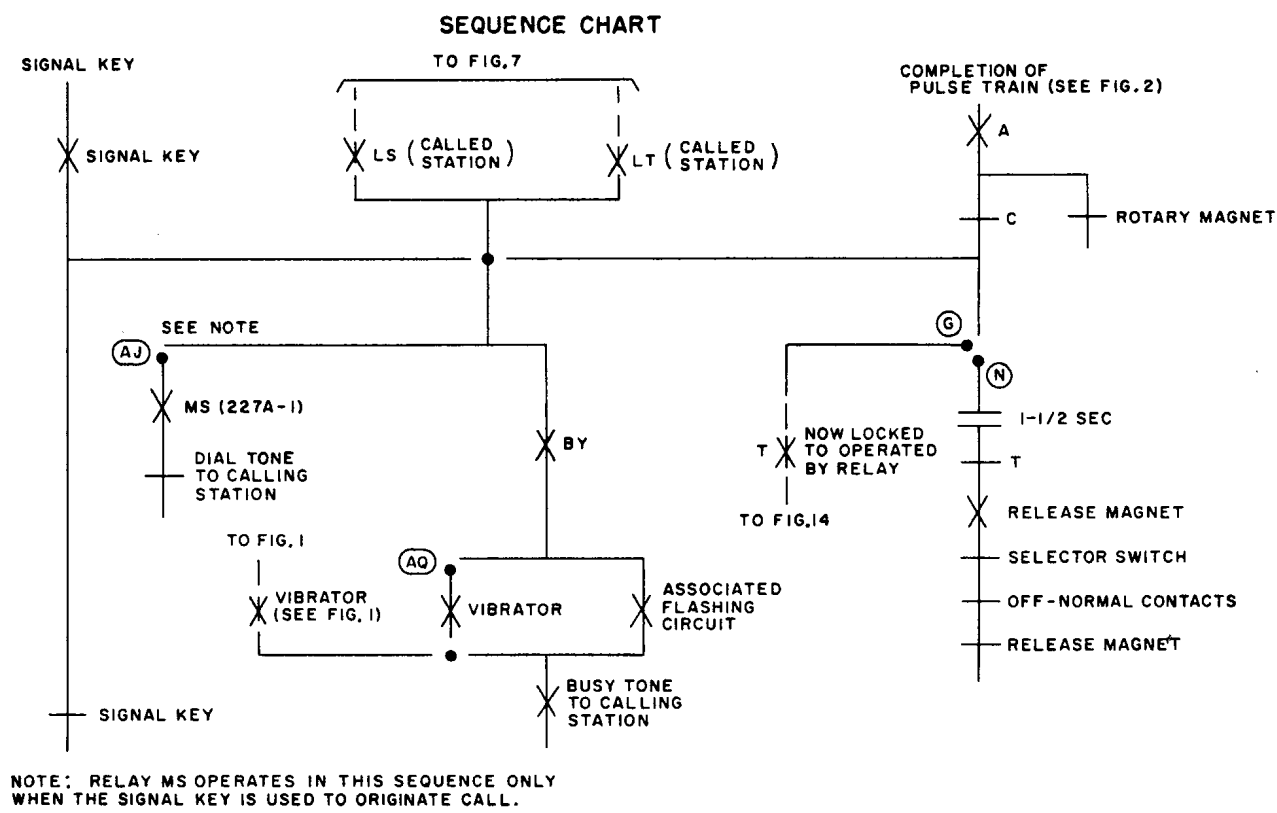 SEQUENCE CHART
SIGNAL KEY
TO FIG. 7
COMPLETION OF
PULSE TRAIN (SEE FIG. 2)
A
SIGNAL KEY
LS (CALLED
STATION)
LT (CALLED
STATION)
C
ROTARY MAGNET
SEE NOTE
G
AJ
N
MS (227A-1)
1-1/2 SEC
BY
T
NOW LOCKED
TO OPERATED
BY RELAY
T
DIAL TONE
TO CALLING
STATION
TO FIG. 14
RELEASE MAGNET
TO FIG. 1
AQ
SELECTOR SWITCH
VIBRATOR
(SEE FIG. 1)
VIBRATOR
ASSOCIATED
FLASHING
CIRCUIT
OFF-NORMAL CONTACTS
RELEASE MAGNET
BUSY TONE
TO CALLING
STATION
SIGNAL KEY
NOTE: RELAY MS OPERATES IN THIS SEQUENCE ONLY
WHEN THE SIGNAL KEY IS USED TO ORIGINATE CALL.